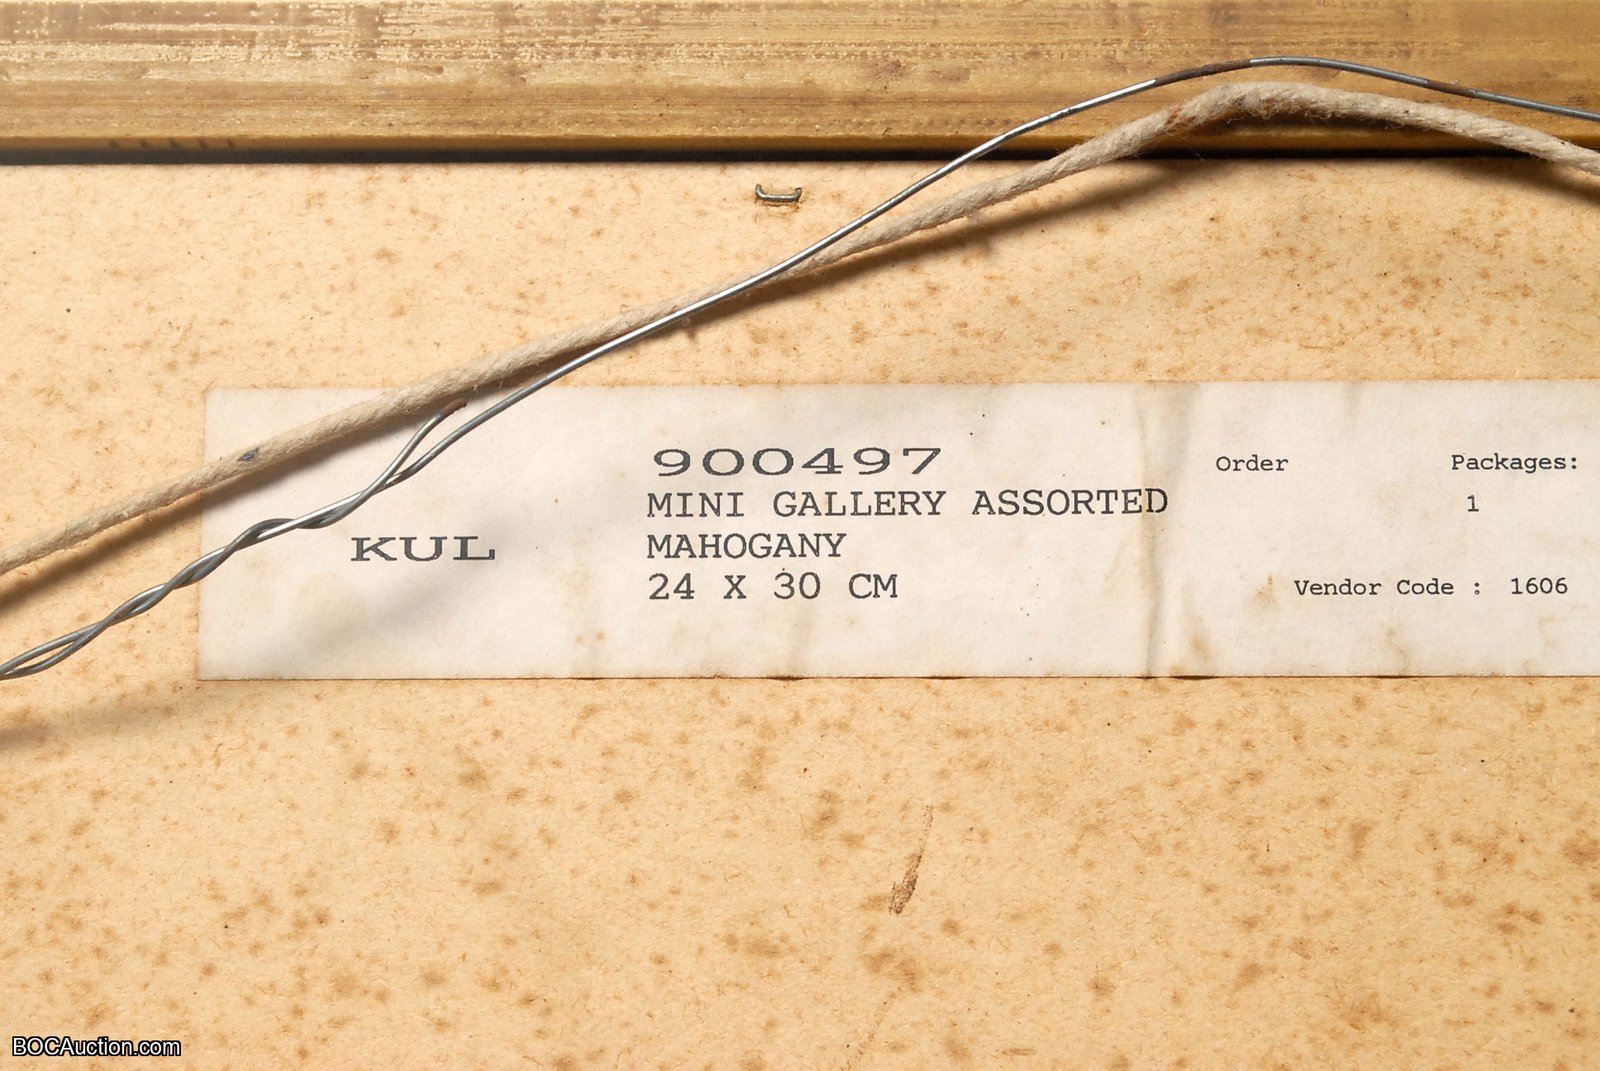 900497
MINI GALLERY ASSORTED
KUL
MAHOGANY
24 X 30 CM
Order
Packages:
1
Vendor Code : 1606
BOCAuction.com